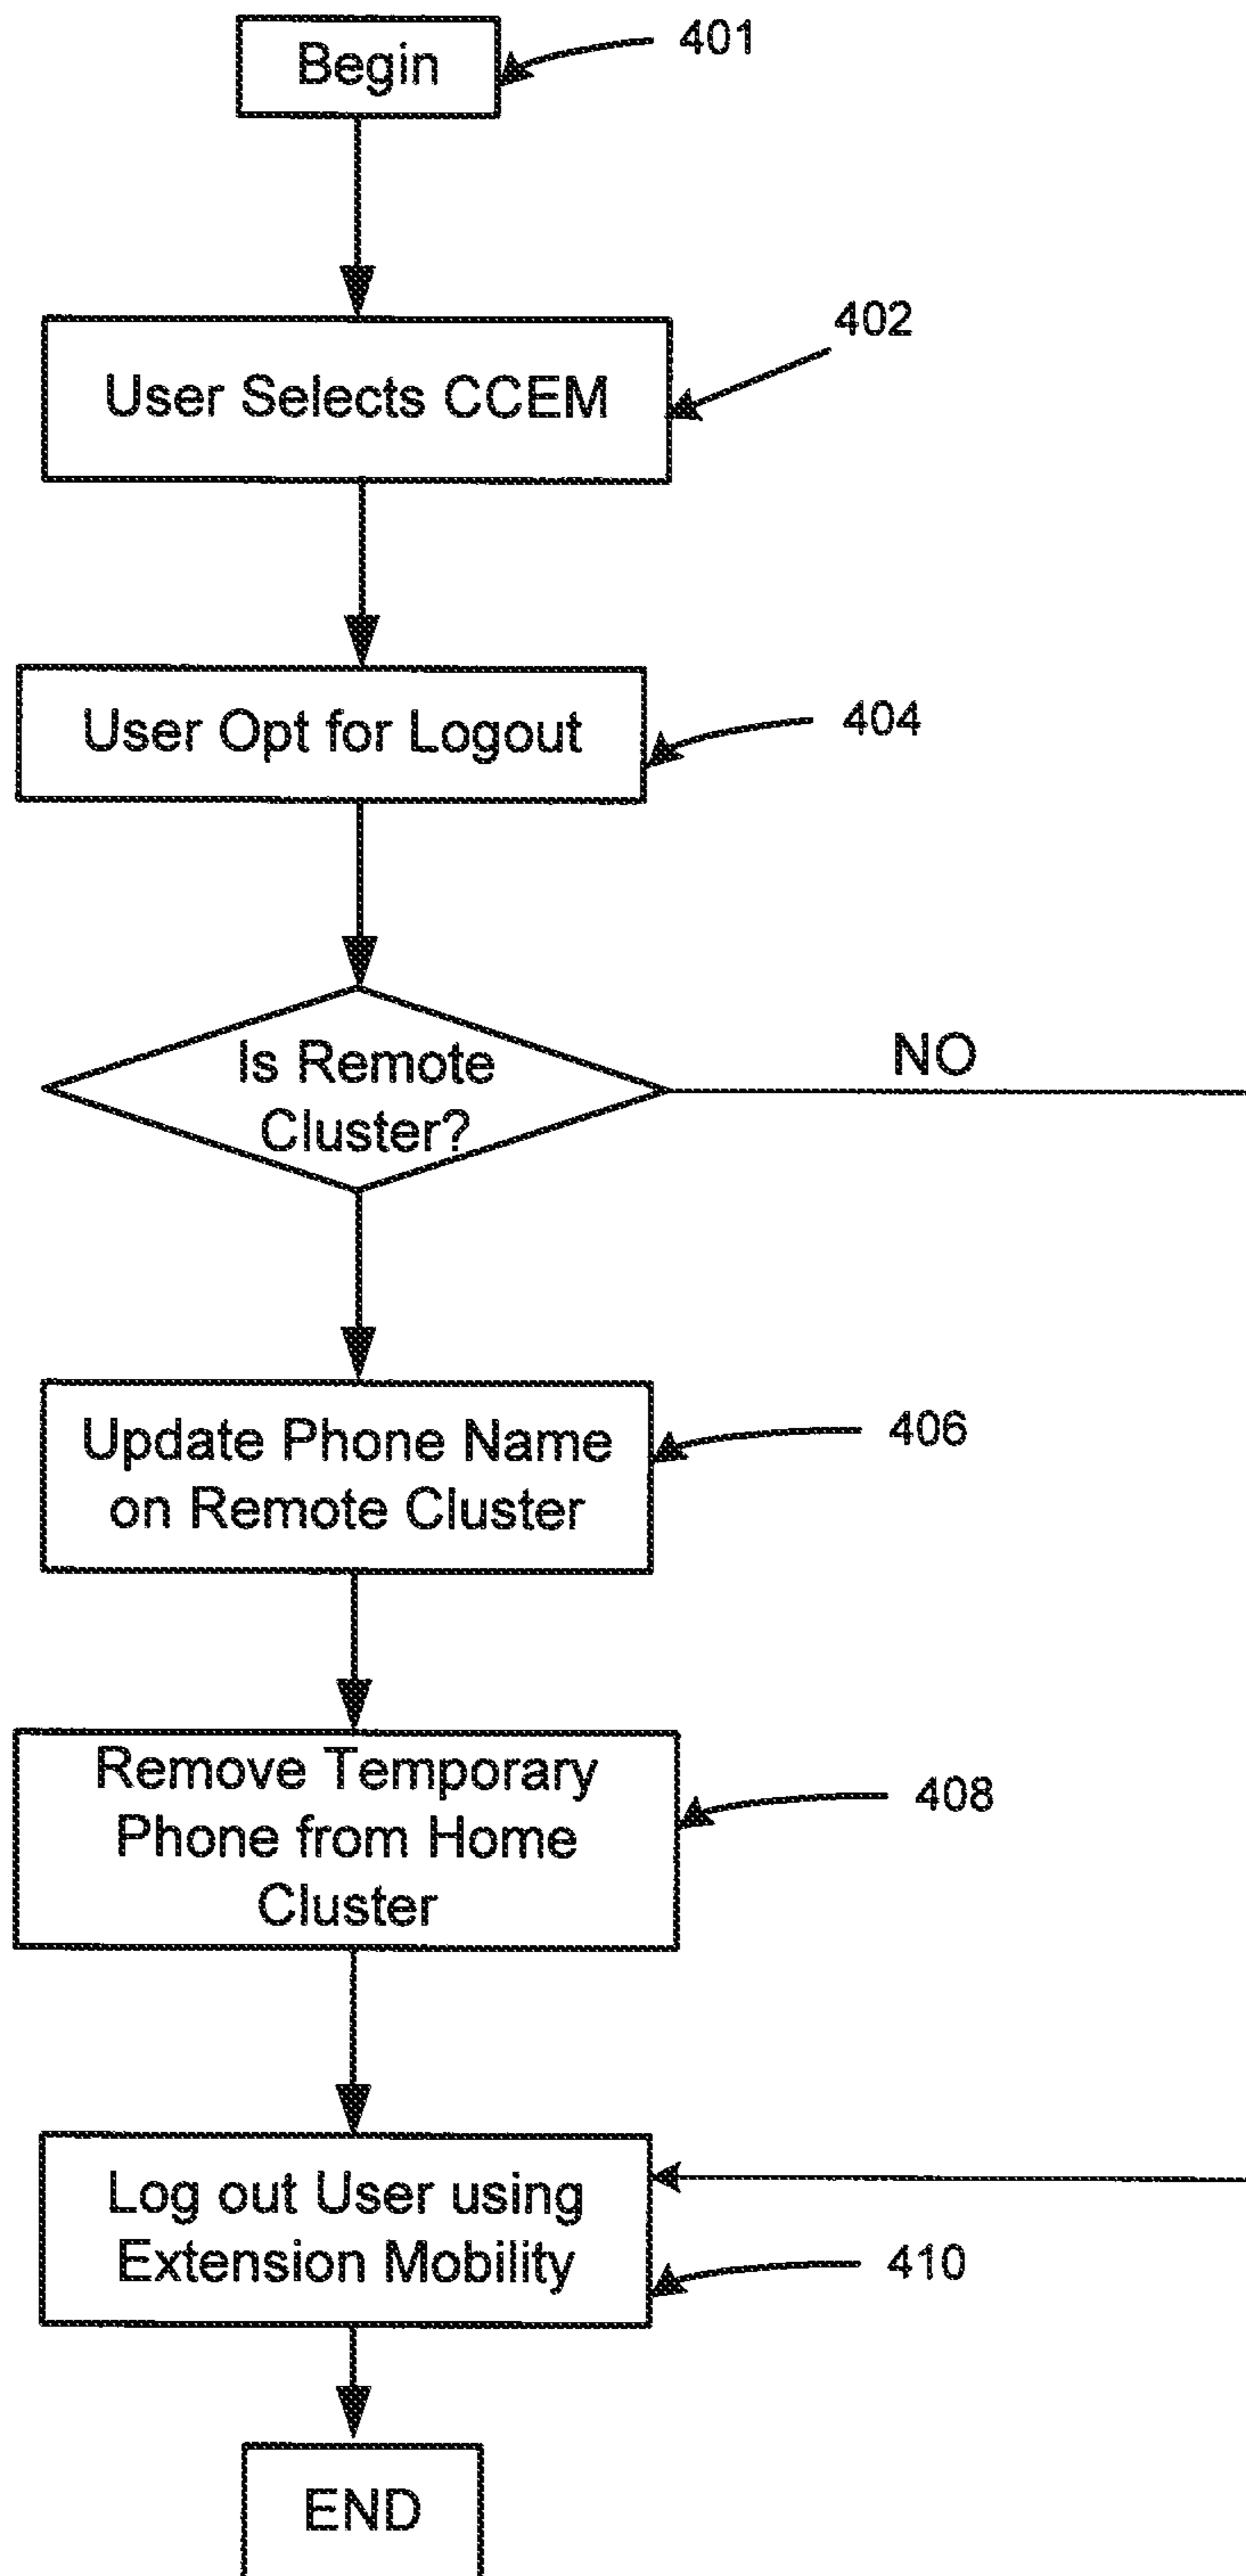 Begin
401
User Selects CCEM
402
User Opt for Logout
404
Is Remote
Cluster?
NO
Update Phone Name
on Remote Cluster
406
Remove Temporary
Phone from Home
Cluster
408
Log out User using
Extension Mobility
410
END